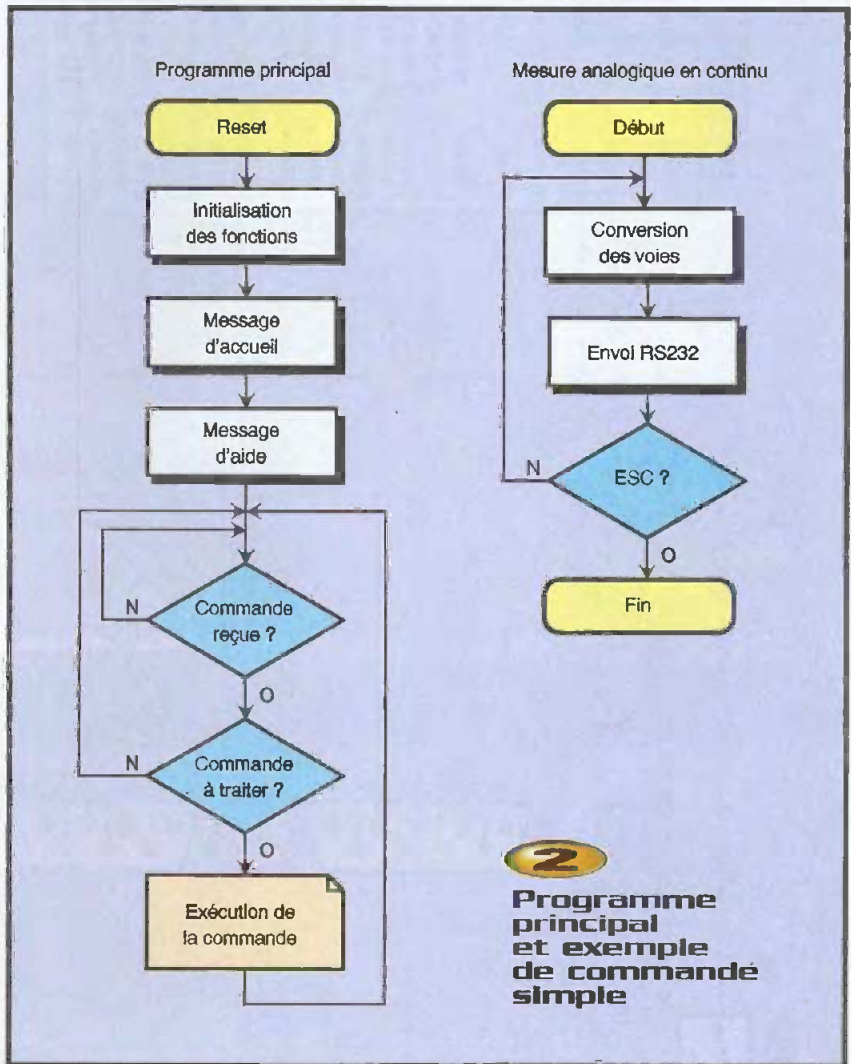 Programme principal
Reset
Initialisation
des fonctions
Message
d'accueil
Message
d'aide
N
Commande
reçue ?
O
N
Commande
à traiter ?
O
Exécution de
la commande
Mesure analogique en continu
Début
Conversion
des voies
Envoi RS232
N
ESC ?
O
Fin
2
Programme
principal
et exemple
de commande
simple